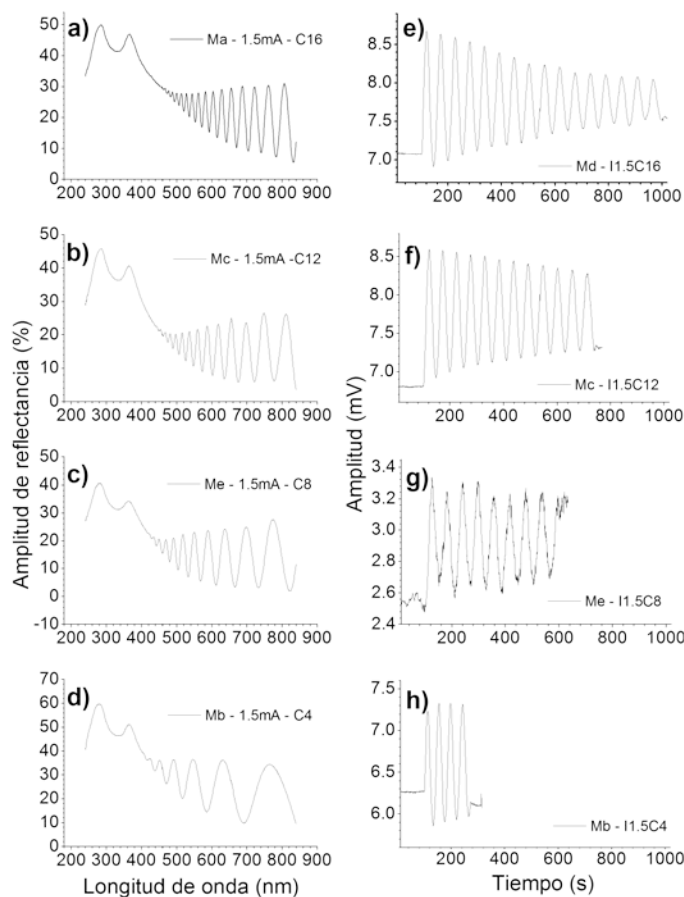 a)
Ma - 1.5mA - C16
50
40
30
20
10
0
200 300 400 500 600 700 800 900
e)
Md - I1.5C16
8.5
8.0
7.5
7.0
0 200 400 600 800 1000
b)
Mc - 1.5mA -C12
50
40
30
20
10
0
200 300 400 500 600 700 800 900
f)
Mc - I1.5C12
8.5
8.0
7.5
7.0
200 400 600 800 1000
c)
Me - 1.5mA - C8
50
40
30
20
10
0
-10
200 300 400 500 600 700 800 900
g)
Me - I1.5C8
3.4
3.2
3.0
2.8
2.6
2.4
200 400 600 800 1000
d)
Mb - 1.5mA - C4
70
60
50
40
30
20
10
0
200 300 400 500 600 700 800 900
h)
Mb - I1.5C4
7.5
7.0
6.5
6.0
200 400 600 800 1000
Amplitud de reflectancia (%)
Amplitud (mV)
Longitud de onda (nm)
Tiempo (s)